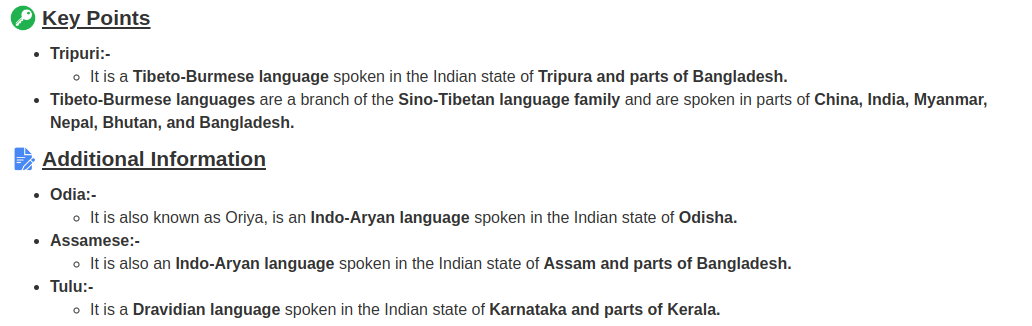 Key Points
Tripuri:-
It is a Tibeto-Burmese language spoken in the Indian state of Tripura and parts of Bangladesh.
Tibeto-Burmese languages are a branch of the Sino-Tibetan language family and are spoken in parts of China, India, Myanmar,
Nepal, Bhutan, and Bangladesh.
Additional Information
Odia:-
It is also known as Oriya, is an Indo-Aryan language spoken in the Indian state of Odisha.
Assamese:-
It is also an Indo-Aryan language spoken in the Indian state of Assam and parts of Bangladesh.
Tulu:-
It is a Dravidian language spoken in the Indian state of Karnataka and parts of Kerala.